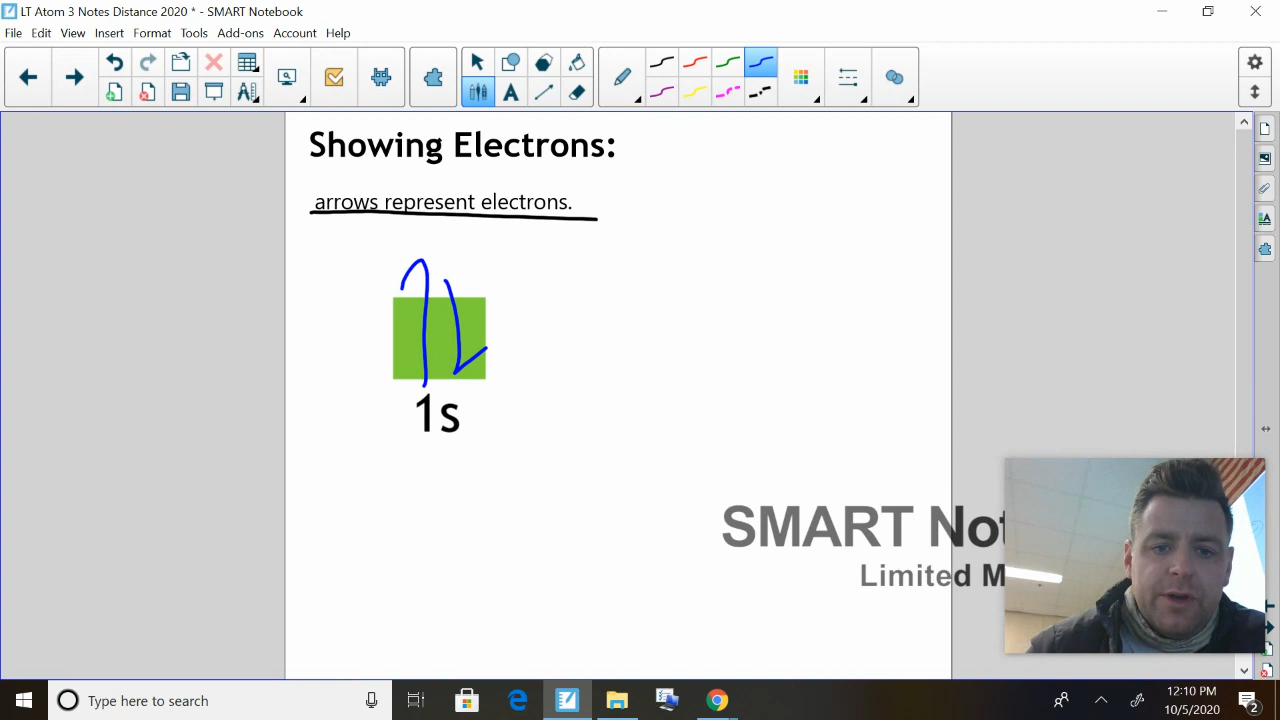 LT Atom 3 Notes Distance 2020 * - SMART Notebook
File Edit View Insert Format Tools Add-ons Account Help
Showing Electrons:
arrows represent electrons.
1s
SMART Not
Limited M
Type here to search
12:10 PM
10/5/2020
2